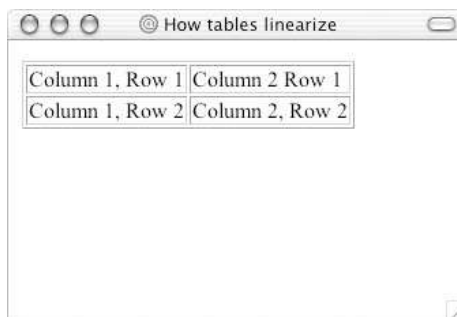 How tables linearize
Column 1, Row 1 Column 2 Row 1
Column 1, Row 2 Column 2, Row 2